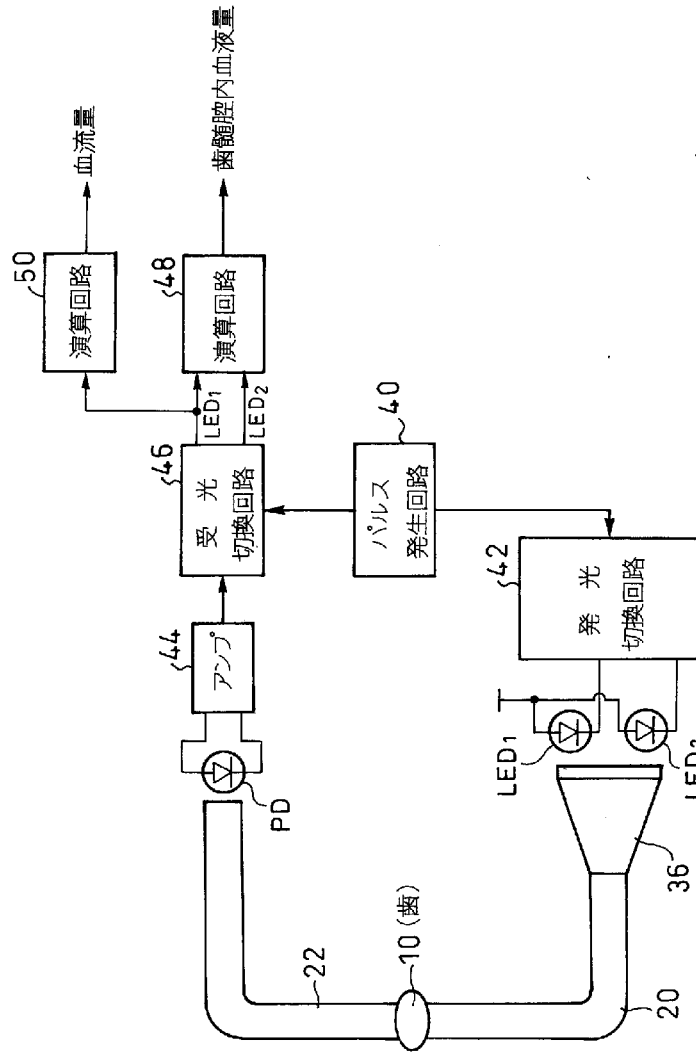 血流量
歯髄腔内血液量
50
演算回路
48
演算回路
LED1
LED2
46
受光
切換回路
40
パルス
発生回路
44
アンプ
42
発光
切換回路
PD
LED1
LED2
22
10(歯)
36
20